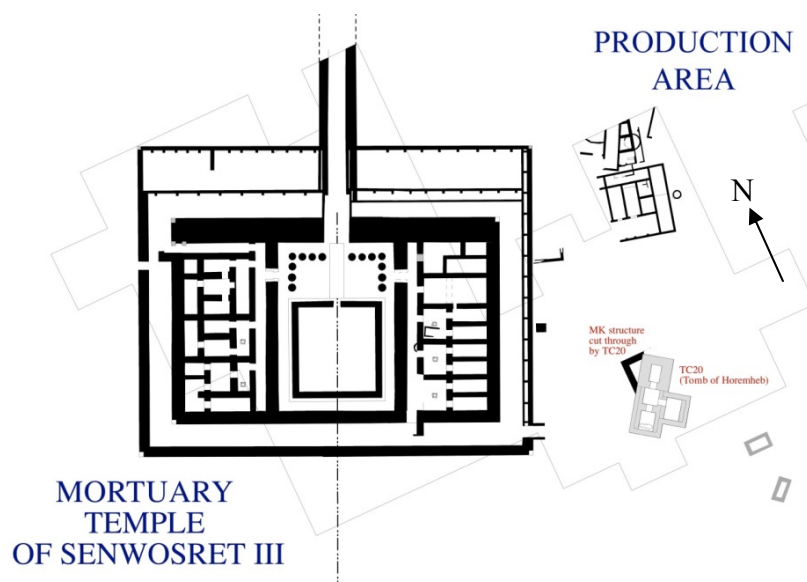 PRODUCTION
AREA
N
MK structure
cut through
by TC20
TC20
(Tomb of Horemheb)
MORTUARY
TEMPLE
OF SENWOSRET III